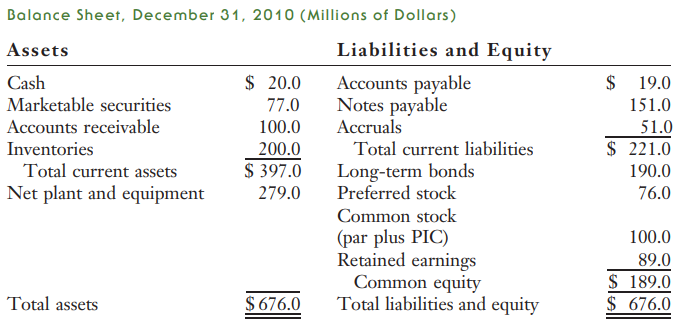 Balance Sheet, December 31, 2010 (Millions of Dollars)
Assets Liabilities and Equity
Cash $ 20.0 Accounts payable $ 19.0
Marketable securities 77.0 Notes payable 151.0
Accounts receivable 100.0 Accruals 51.0
Inventories 200.0 Total current liabilities $ 221.0
Total current assets $ 397.0 Long-term bonds 190.0
Net plant and equipment 279.0 Preferred stock 76.0
Common stock
(par plus PIC) 100.0
Retained earnings 89.0
Common equity $ 189.0
Total assets $676.0 Total liabilities and equity $ 676.0